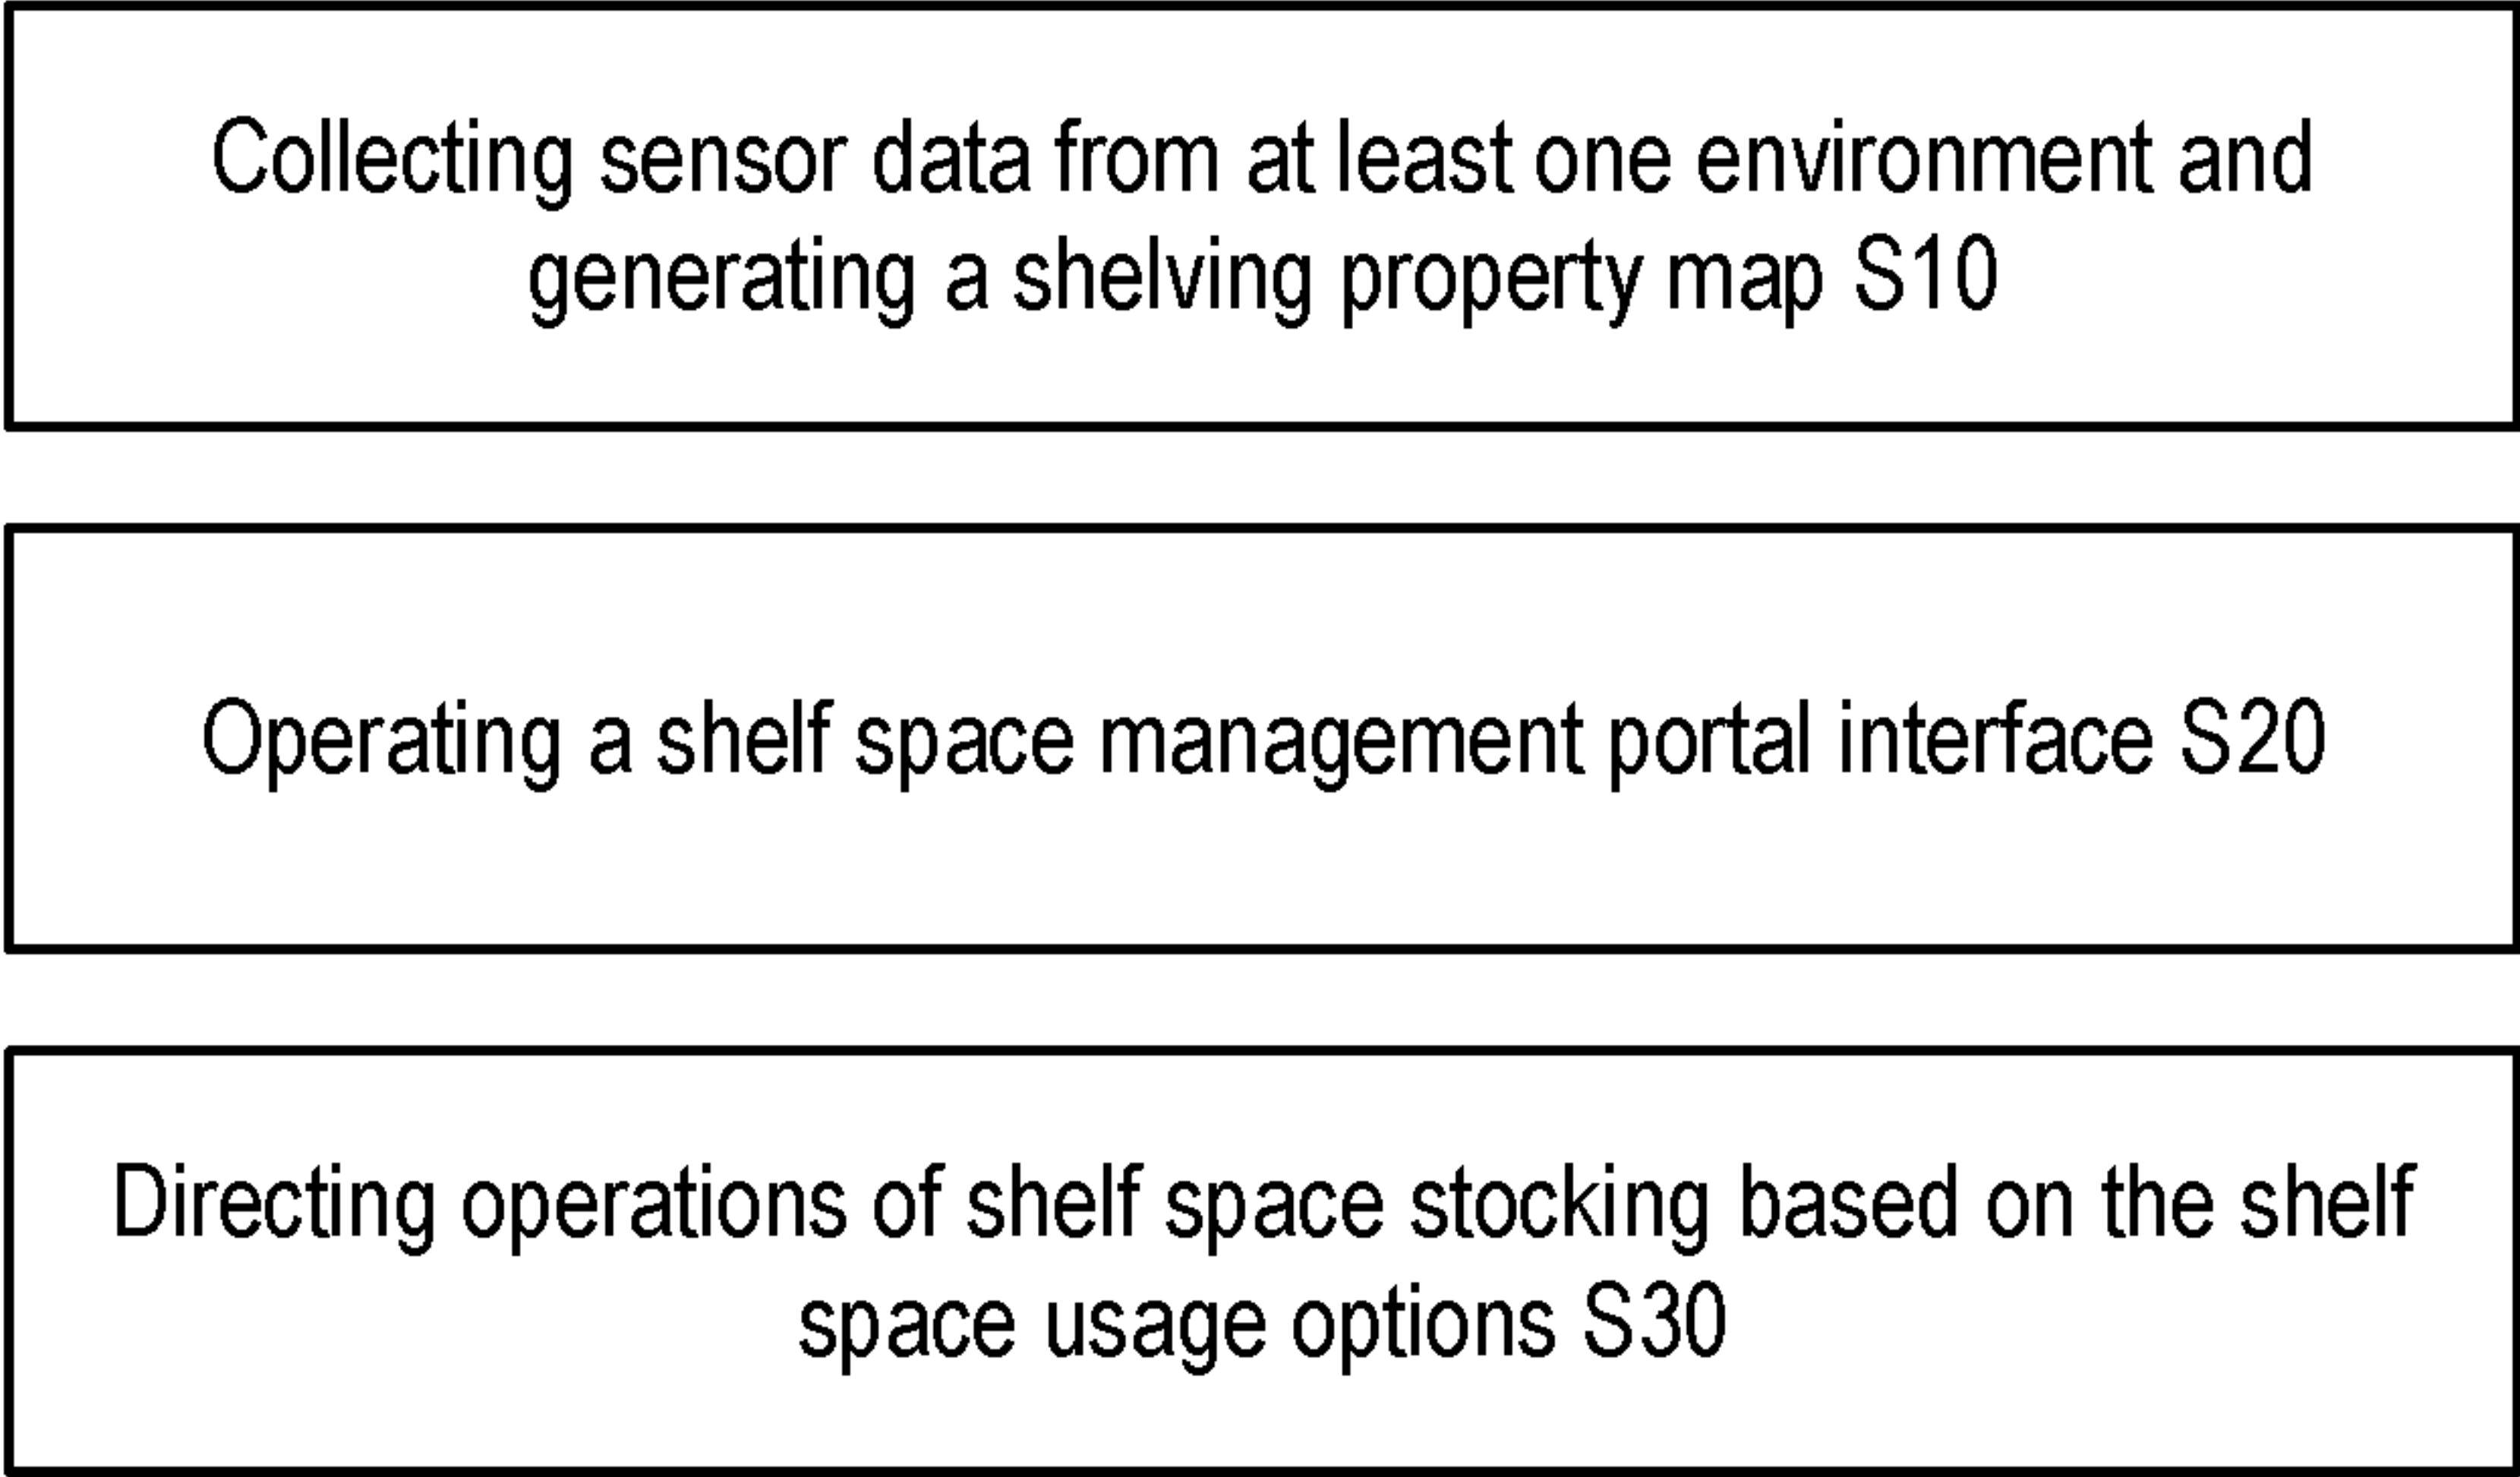 Collecting sensor data from at least one environment and
generating a shelving property map S10
Operating a shelf space management portal interface S20
Directing operations of shelf space stocking based on the shelf
space usage options S30